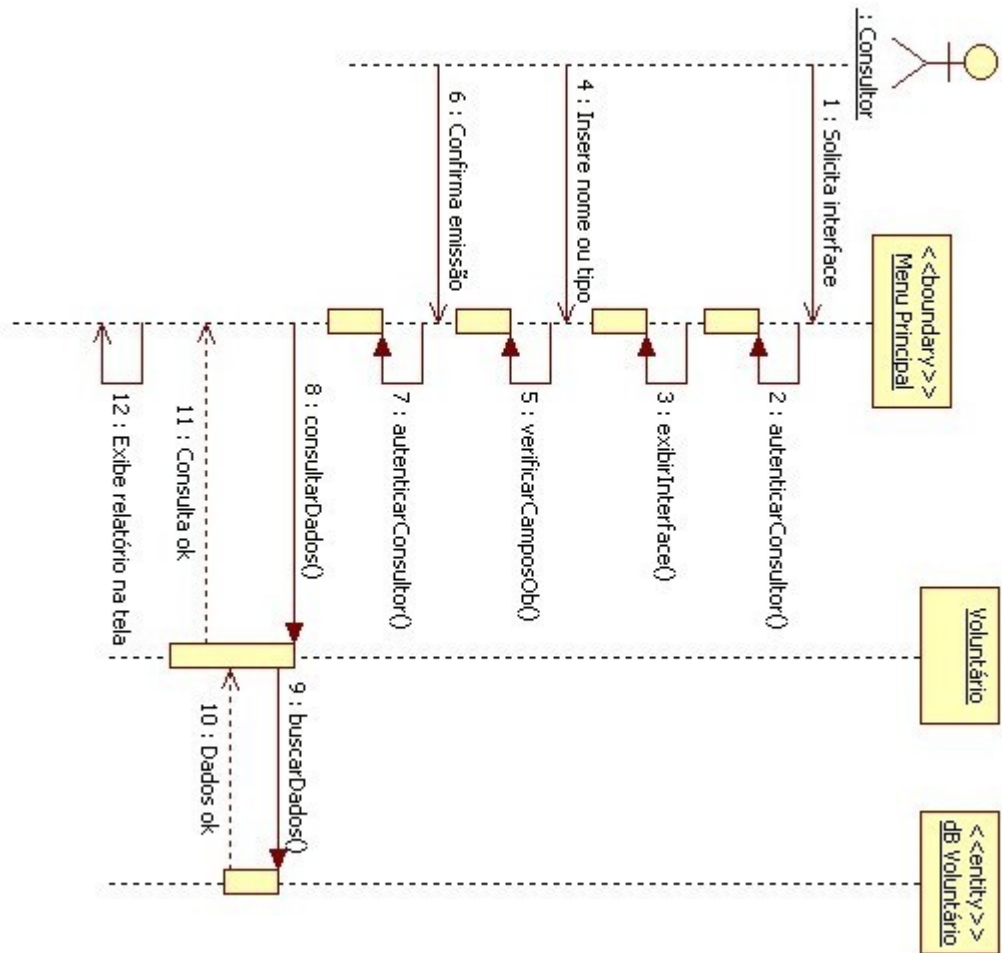 : Consultor
<<boundary>>
Menu Principal
Voluntário
<<entity>>
dB Voluntário
1 : Solicita interface
2 : autenticarConsultor()
3 : exibirInterface()
4 : Insere nome ou tipo
5 : verificarCamposOb()
6 : Confirma emissão
7 : autenticarConsultor()
8 : consultarDados()
9 : buscarDados()
10 : Dados ok
11 : Consulta ok
12 : Exibe relatório na tela